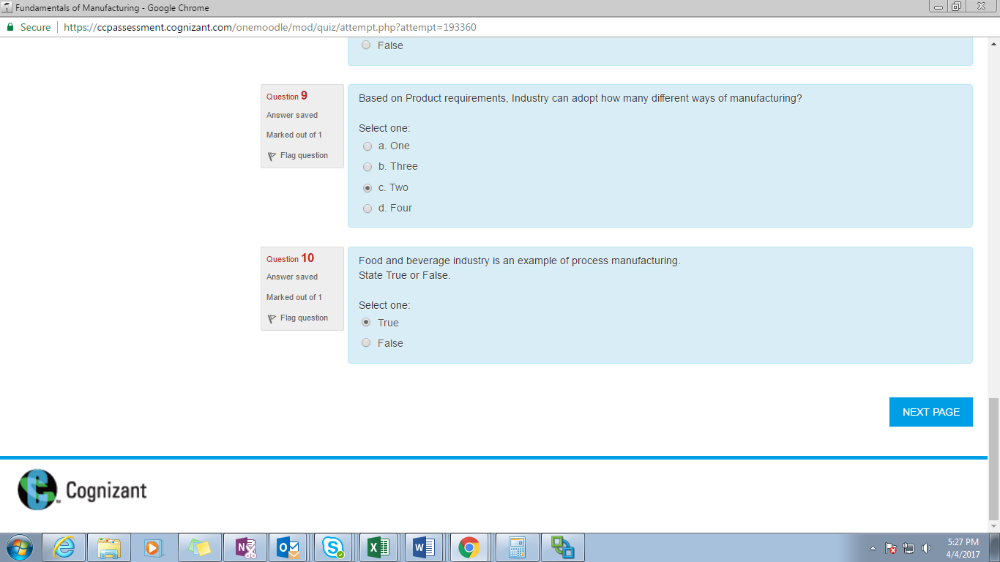 Fundamentals of Manufacturing - Google Chrome
Secure https://ccpassessment.cognizant.com/onemoodle/mod/quiz/attempt.php?attempt=193360
False
Question 9
Answer saved
Marked out of 1
Flag question
Based on Product requirements, Industry can adopt how many different ways of manufacturing?
Select one:
a. One
b. Three
c. Two
d. Four
Question 10
Answer saved
Marked out of 1
Flag question
Food and beverage industry is an example of process manufacturing.
State True or False.
Select one:
True
False
NEXT PAGE
Cognizant
5:27 PM
4/4/2017